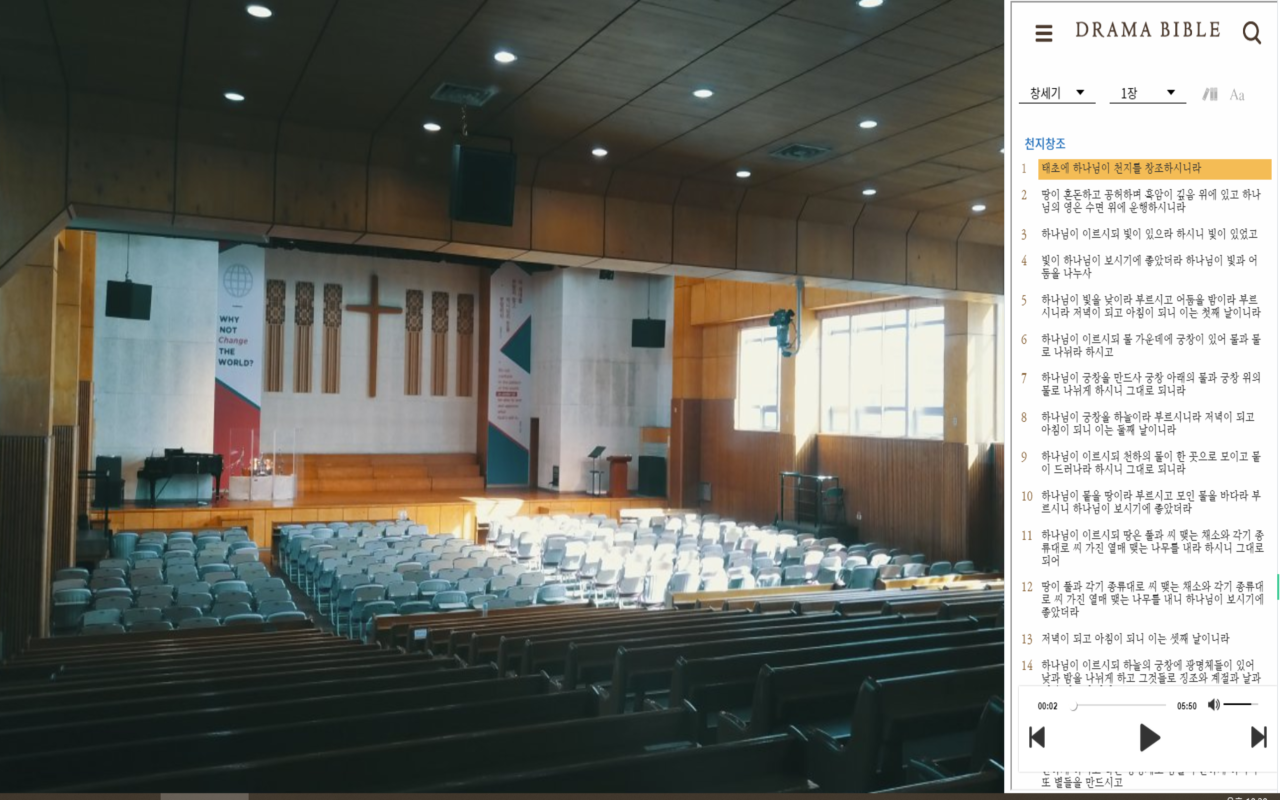 WHY
NOT
Change
THE
WORLD?
DRAMA BIBLE
창세기
1장
Aa
천지창조
1 태초에 하나님이 천지를 창조하시니라
2 땅이 혼돈하고 공허하며 흑암이 깊음 위에 있고 하나
님의 영은 수면 위에 운행하시니라
3 하나님이 이르시되 빛이 있으라 하시니 빛이 있었고
4 빛이 하나님이 보시기에 좋았더라 하나님이 빛과 어
둠을 나누사
5 하나님이 빛을 낮이라 부르시고 어둠을 밤이라 부르
시니라 저녁이 되고 아침이 되니 이는 첫째 날이니라
6 하나님이 이르시되 물 가운데에 궁창이 있어 물과 물
로 나뉘라 하시고
7 하나님이 궁창을 만드사 궁창 아래의 물과 궁창 위의
물로 나뉘게 하시니 그대로 되니라
8 하나님이 궁창을 하늘이라 부르시니라 저녁이 되고
아침이 되니 이는 둘째 날이니라
9 하나님이 이르시되 천하의 물이 한 곳으로 모이고 뭍
이 드러나라 하시니 그대로 되니라
10 하나님이 뭍을 땅이라 부르시고 모인 물을 바다라 부
르시니 하나님이 보시기에 좋았더라
11 하나님이 이르시되 땅은 풀과 씨 맺는 채소와 각기 종
류대로 씨 가진 열매 맺는 나무를 내라 하시니 그대로
되어
12 땅이 풀과 각기 종류대로 씨 맺는 채소와 각기 종류대
로 씨 가진 열매 맺는 나무를 내니 하나님이 보시기에
좋았더라
13 저녁이 되고 아침이 되니 이는 셋째 날이니라
14 하나님이 이르시되 하늘의 궁창에 광명체들이 있어
낮과 밤을 나뉘게 하고 그것들로 징조와 계절과 날과
00:02
05:50
또 별들을 만드시고